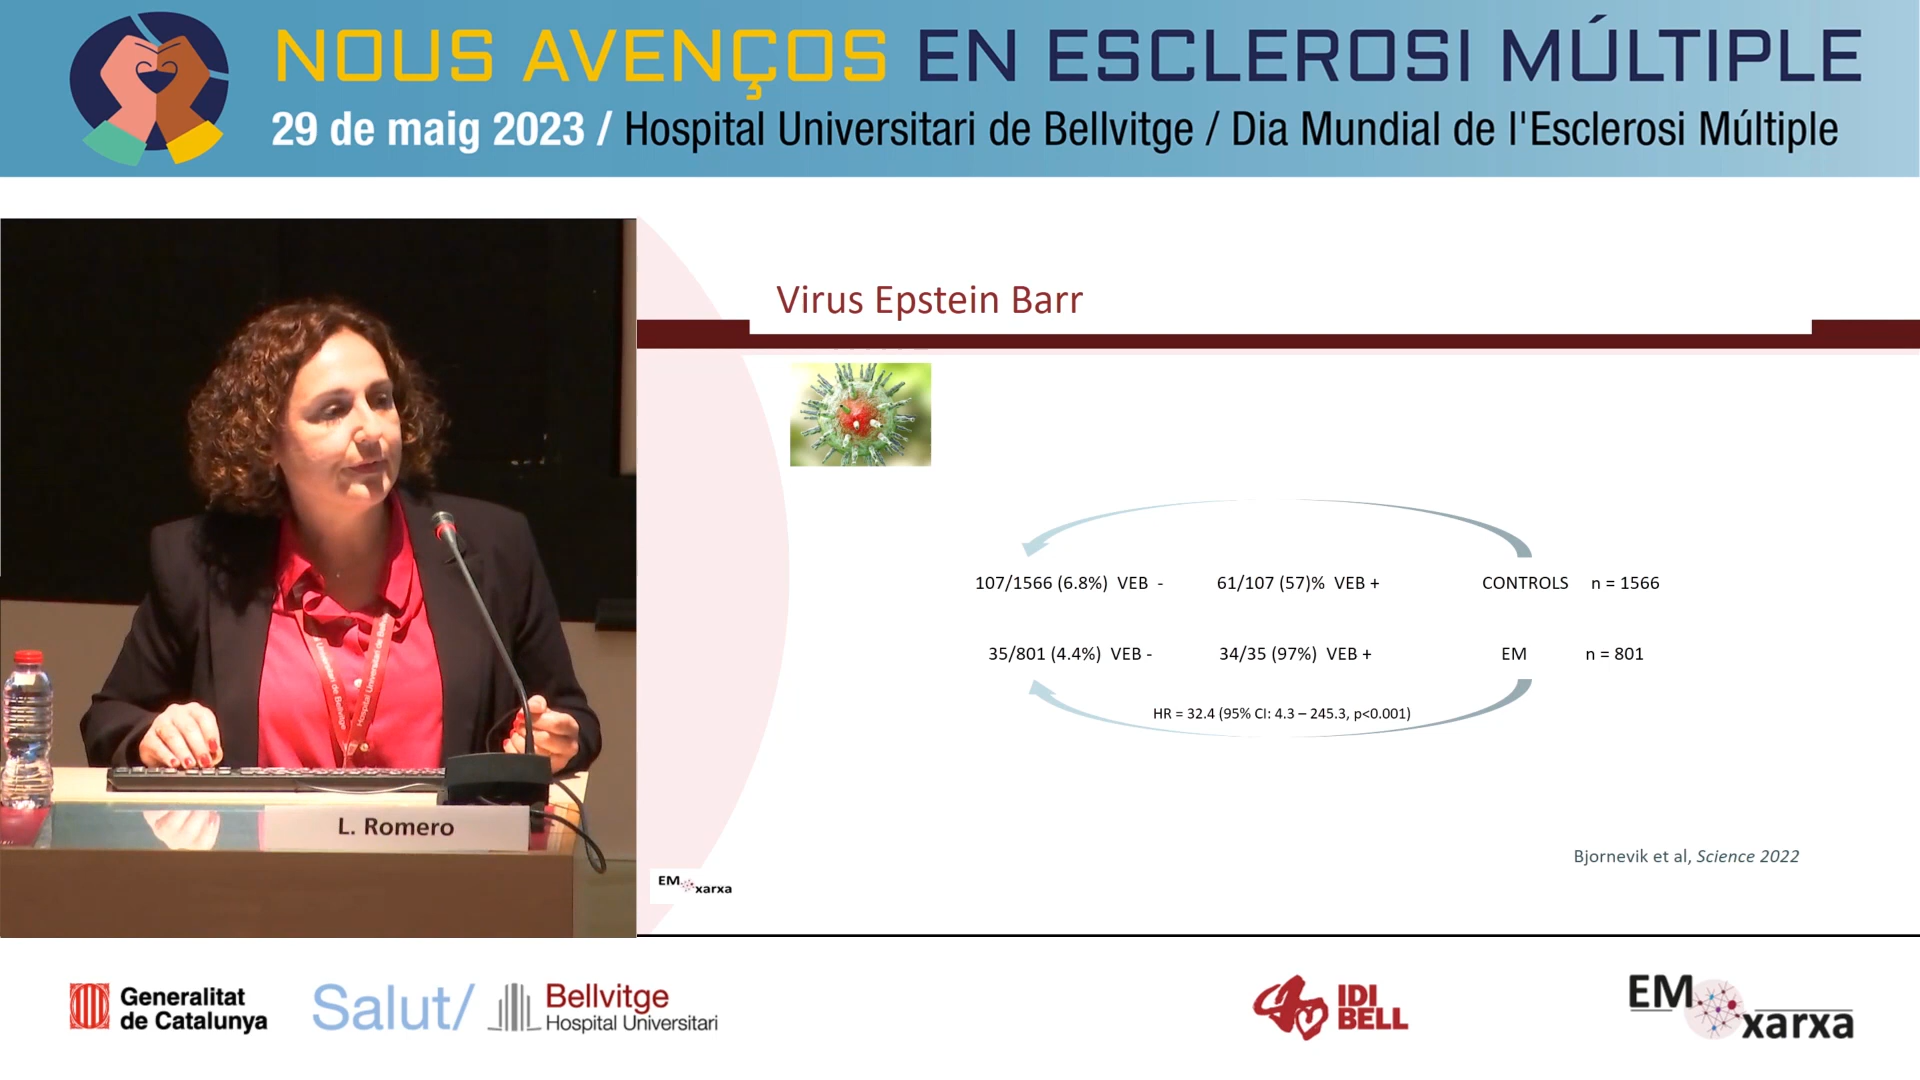 NOUS AVENÇOS EN ESCLEROSI MÚLTIPLE
29 de maig 2023 / Hospital Universitari de Bellvitge / Dia Mundial de l'Esclerosi Múltiple
Virus Epstein Barr
107/1566 (6.8%) VEB - 61/107 (57)% VEB + CONTROLS n = 1566
35/801 (4.4%) VEB - 34/35 (97%) VEB + EM n = 801
HR = 32.4 (95% CI: 4.3 – 245.3, p<0.001)
Bjornevik et al, Science 2022
L. Romero
EM xarxa
Generalitat
de Catalunya
Salut/
Bellvitge
Hospital Universitari
IDI
BELL
EM
xarxa